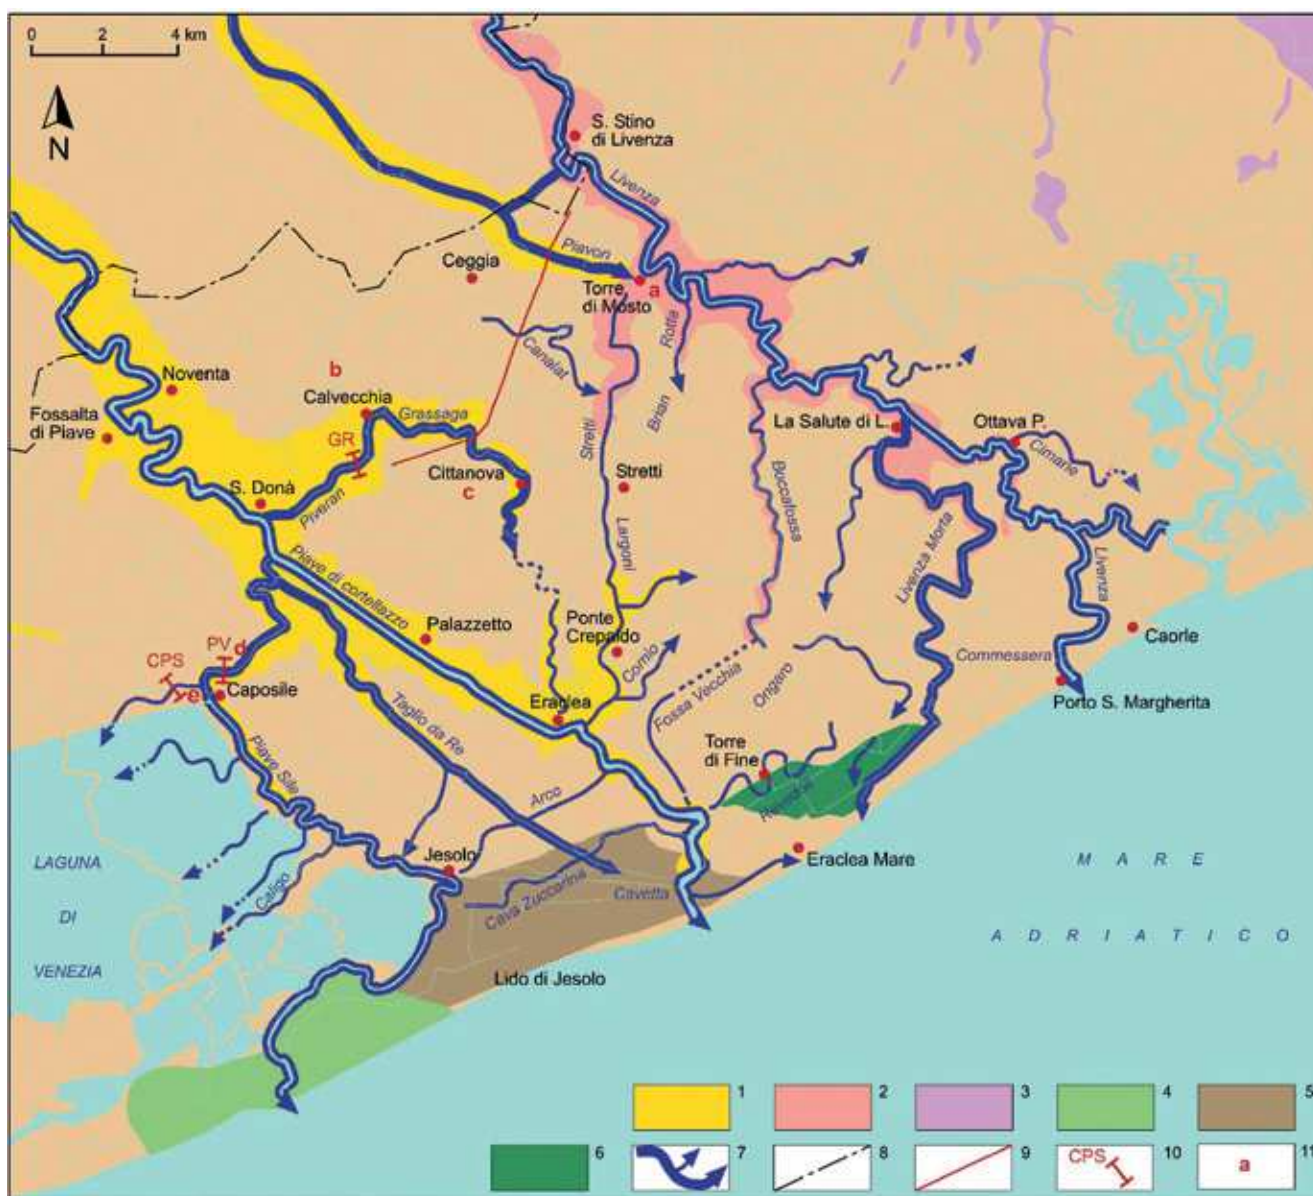 0 2 4 km
N
S. Stino
di Livenza
Livenza
Piavon
Ceggia
Torre
di Mosto
a
Rotta
Canalat
Noventa
b
Calvecchia
Grassaga
Fossalta
di Piave
GR
Stretti
Brian
La Salute di L.
Ottava P.
Cimane
Cittanova
c
Stretti
S. Donà
Piveran
Boccafossa
Largoni
Livenza Morta
Livenza
Piave di cortellazzo
Palazzetto
Ponte
Crepaldo
Cornio
Caorle
PV
d
CPS
e
Caposile
Commessera
Porto S. Margherita
Fossa Vecchia
Ongaro
Eraclea
Taglio da Re
Torre
di Fine
Piave Sile
Arco
Jesolo
Eraclea Mare
LAGUNA
DI
VENEZIA
Caligo
Cava Zuccarina
Cavetta
Lido di Jesolo
MARE
ADRIATICO
1
2
3
4
5
6
7
8
9
CPS
10
a
11